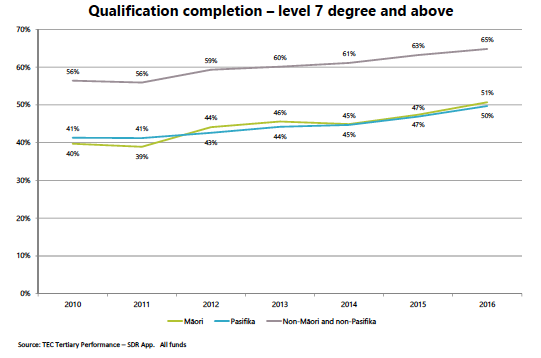 Qualification completion – level 7 degree and above
70%
60%
50%
40%
30%
20%
10%
0%
56% 56% 59% 60% 61% 63% 65%
41% 41% 44% 46% 45% 47% 51%
40% 39% 43% 44% 45% 47% 50%
2010 2011 2012 2013 2014 2015 2016
Māori Pasifika Non-Māori and non-Pasifika
Source: TEC Tertiary Performance – SDR App. All funds